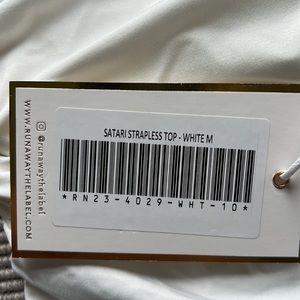 SATARI STRAPLESS TOP - WHITE M
*RN23-4029-WHT-10*
@runawaythelabel
WWW.RUNAWAYTHELABEL.COM